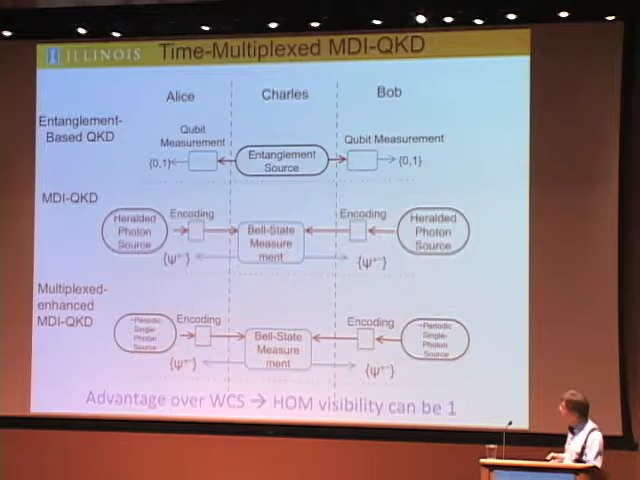 I ILLINOIS Time-Multiplexed MDI-QKD
Alice Charles Bob
Entanglement-
Based QKD
Qubit
Measurement
{0,1}
Entanglement
Source
Qubit Measurement
{0,1}
MDI-QKD
Heralded
Photon
Source
Encoding
Bell-State
Measure
ment
Encoding
Heralded
Photon
Source
{ψ⁺⁻}
{ψ⁺⁻}
Multiplexed-
enhanced
MDI-QKD
~Periodic
Single-
Photon
Source
Encoding
Bell-State
Measure
ment
Encoding
~Periodic
Single-
Photon
Source
{ψ⁺⁻}
{ψ⁺⁻}
Advantage over WCS → HOM visibility can be 1